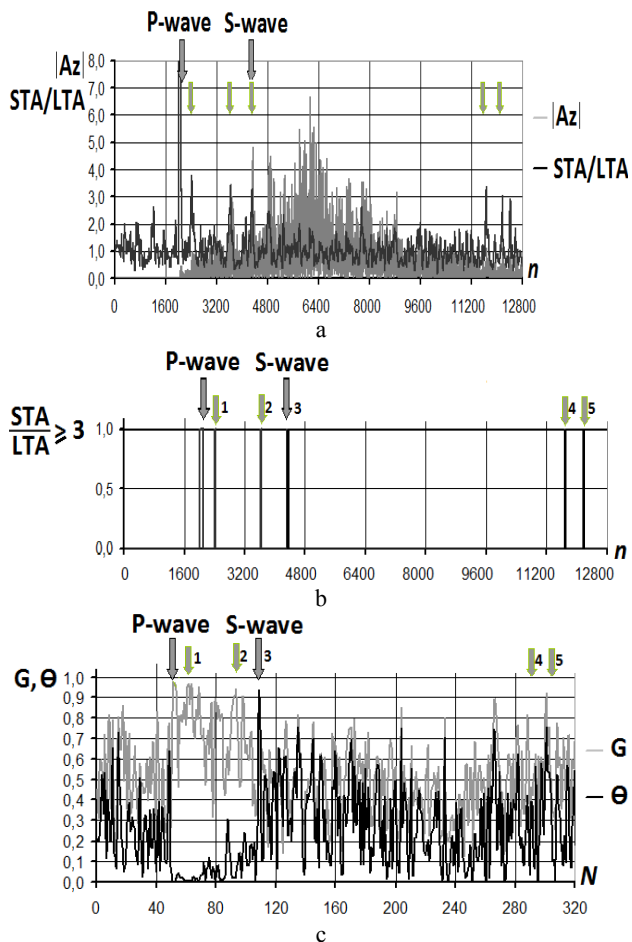 P-wave S-wave
|Az|
STA/LTA
8,0
7,0
6,0
5,0
4,0
3,0
2,0
1,0
0,0
|Az|
STA/LTA
n
0 1600 3200 4800 6400 8000 9600 11200 12800
a
P-wave S-wave
1 2 3 4 5
STA/LTA ⩾ 3
1,0
0,5
0,0
n
0 1600 3200 4800 6400 8000 9600 11200 12800
b
P-wave S-wave
1 2 3 4 5
G, Θ
1,0
0,9
0,8
0,7
0,6
0,5
0,4
0,3
0,2
0,1
0,0
G
Θ
N
0 40 80 120 160 200 240 280 320
c